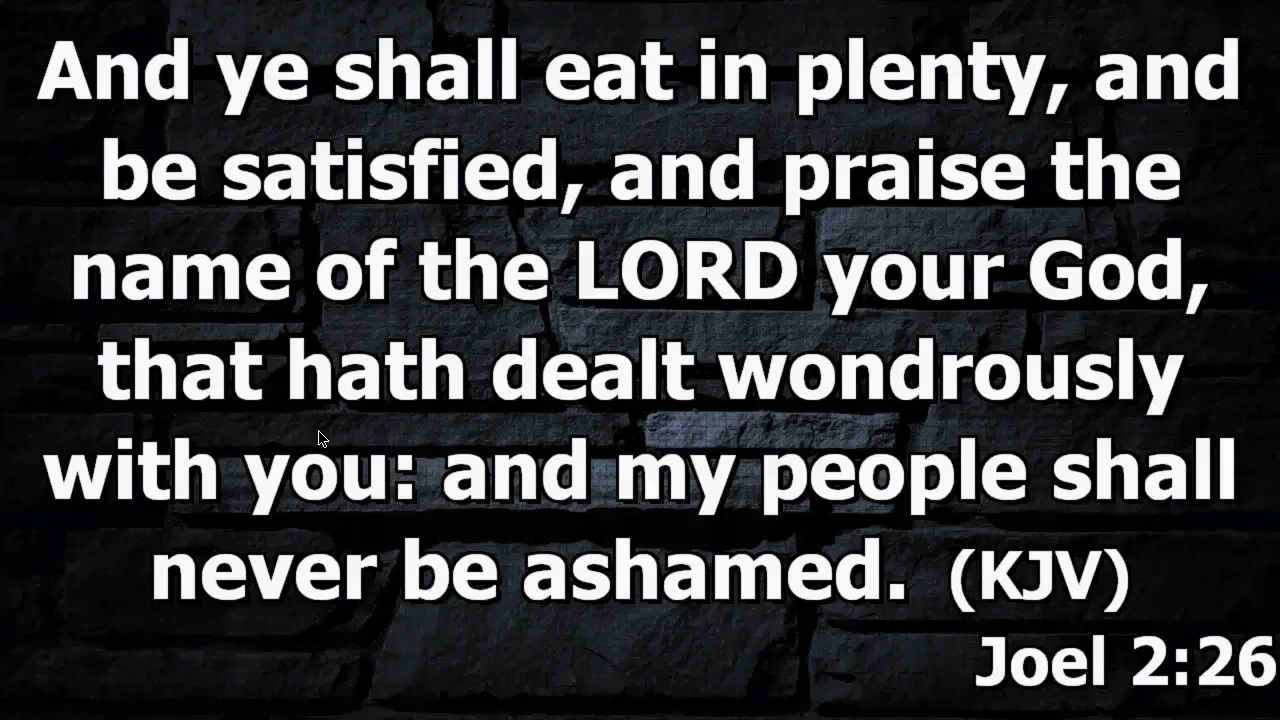 And ye shall eat in plenty, and
be satisfied, and praise the
name of the LORD your God,
that hath dealt wondrously
with you: and my people shall
never be ashamed. (KJV)
Joel 2:26